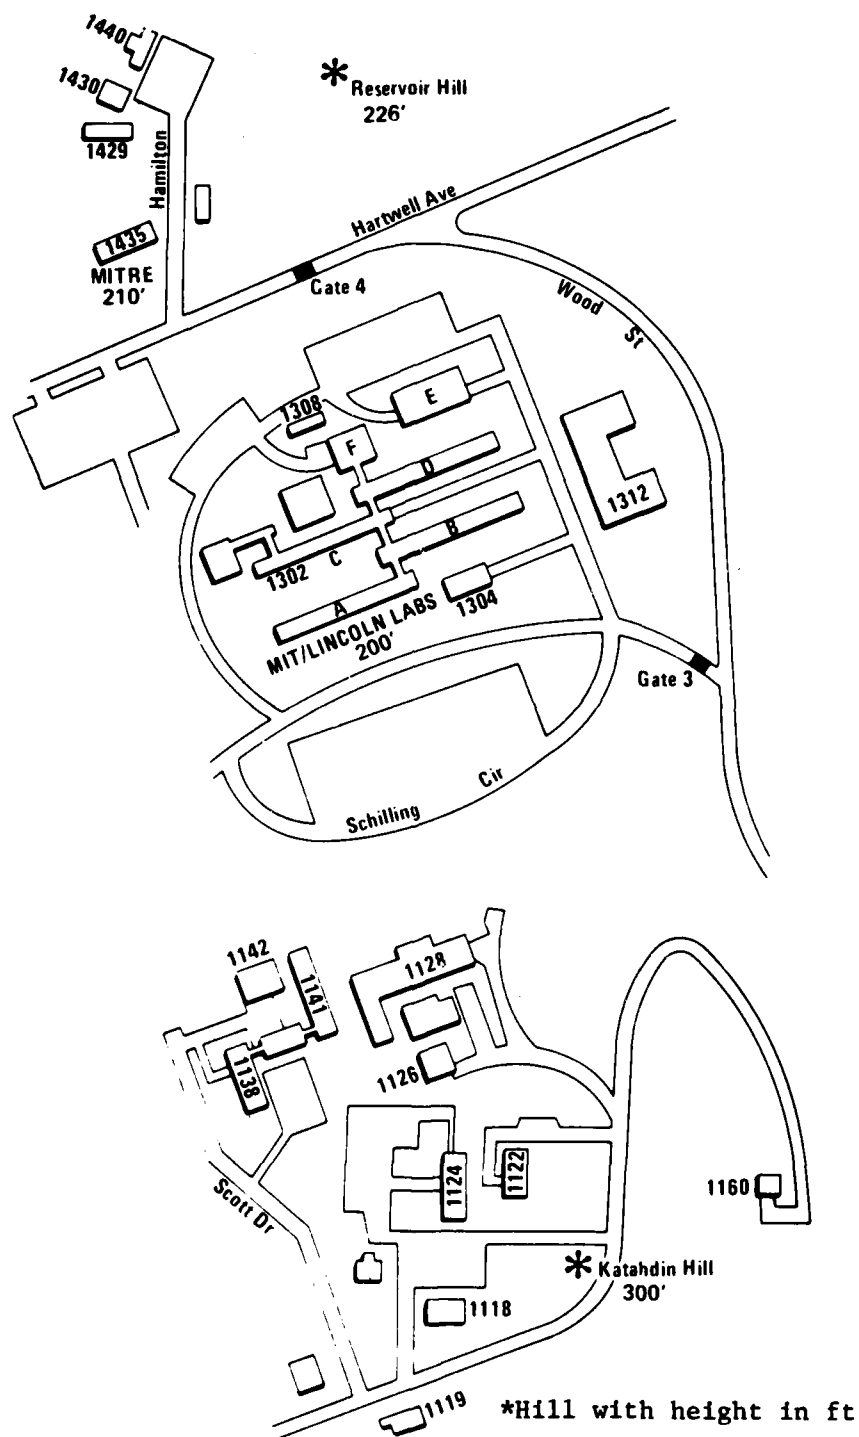 1440
1430
1429
Hamilton
1435
MITRE
210'
Reservoir Hill
226'
Hartwell Ave
Gate 4
Wood St
1308
E
F
D
1312
B
1302
C
A
1304
MIT/LINCOLN LABS
200'
Gate 3
Schilling Cir
1142
1141
1128
1138
1126
1124
1122
1160
Scott Dr
Katahdin Hill
300'
1118
1119
*Hill with height in ft